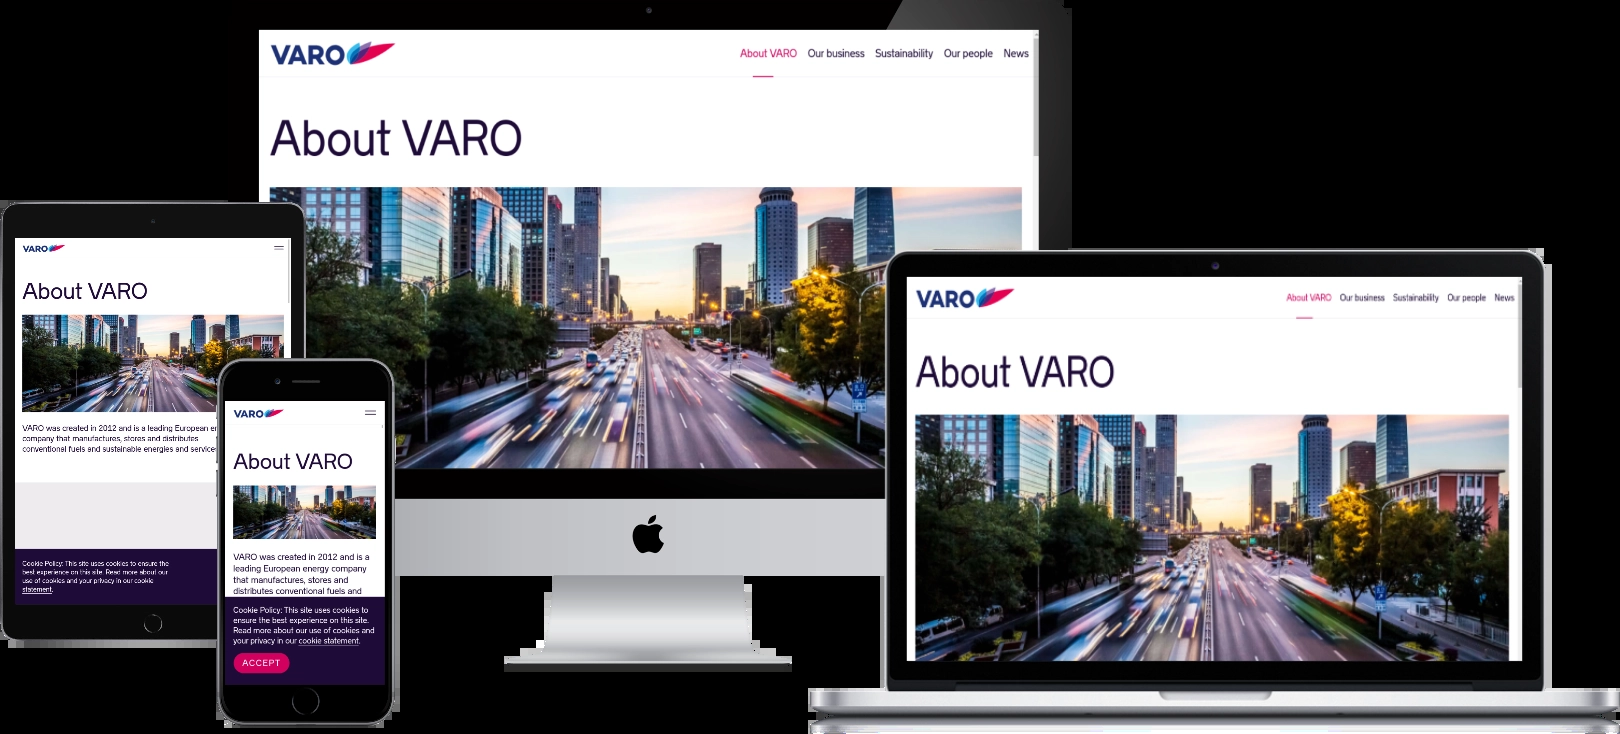 VARO
About VARO Our business Sustainability Our people News
About VARO
VARO
About VARO
VARO was created in 2012 and is a leading European
company that manufactures, stores and distributes
conventional fuels and sustainable energies and service
Cookie Policy: This site uses cookies to ensure the
best experience on this site. Read more about our
use of cookies and your privacy in our cookie
statement.
VARO
About VARO
VARO was created in 2012 and is a
leading European energy company
that manufactures, stores and
distributes conventional fuels and
Cookie Policy: This site uses cookies to
ensure the best experience on this site.
Read more about our use of cookies and
your privacy in our cookie statement.
ACCEPT
VARO
About VARO Our business Sustainability Our people News
About VARO